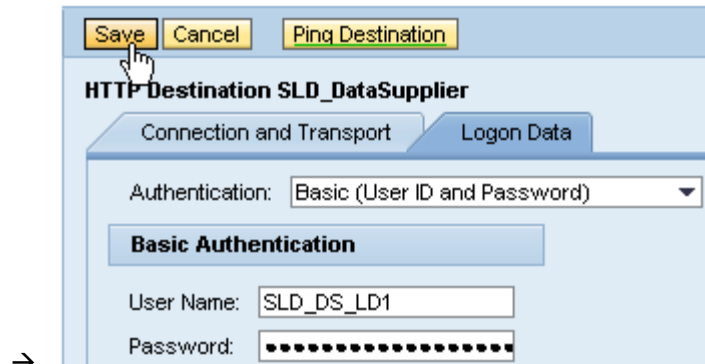 Save Cancel Ping Destination
HTTP Destination SLD_DataSupplier
Connection and Transport Logon Data
Authentication: Basic (User ID and Password)
Basic Authentication
User Name: SLD_DS_LD1
Password: ••••••••••••••••••